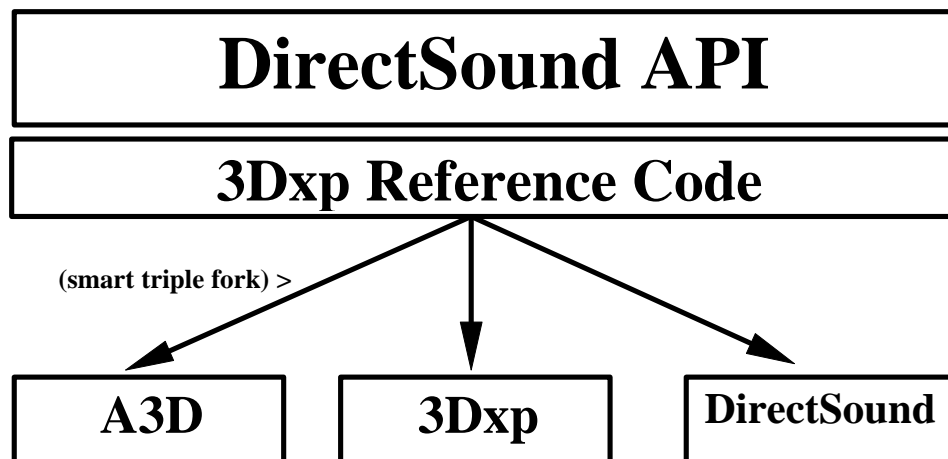 DirectSound API
3Dxp Reference Code
(smart triple fork) >
A3D
3Dxp
DirectSound